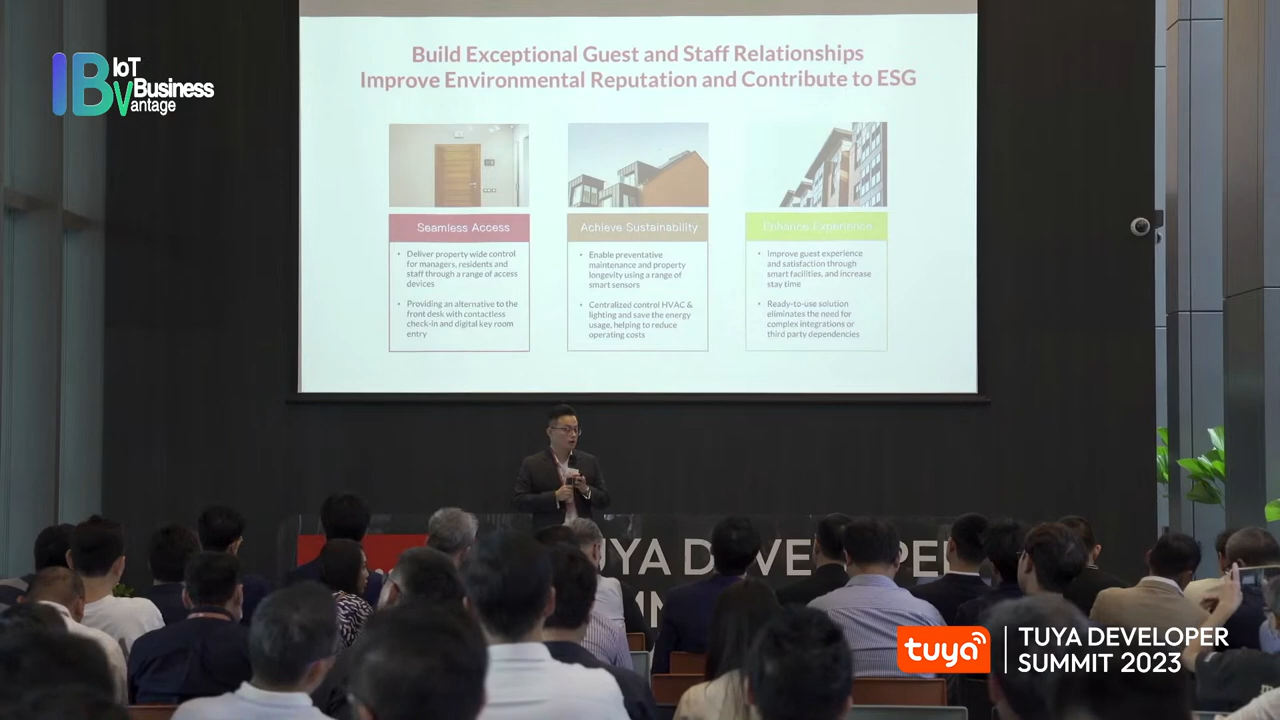 Build Exceptional Guest and Staff Relationships
Improve Environmental Reputation and Contribute to ESG
IoT
IB Business
Vantage
Seamless Access
Achieve Sustainability
Enhance Experience
• Deliver property wide control
for managers, residents and
staff through a range of access
devices
• Providing an alternative to the
front desk with contactless
check-in and digital key room
entry
• Enable preventative
maintenance and property
longevity using a range of
smart sensors
• Centralized control HVAC &
lighting and save the energy
usage, helping to reduce
operating costs
• Improve guest experience
and satisfaction through
smart facilities, and increase
stay time
• Ready-to-use solution
eliminates the need for
complex integrations or
third party dependencies
TUYA DEVELOPER
tuya
TUYA DEVELOPER
SUMMIT 2023